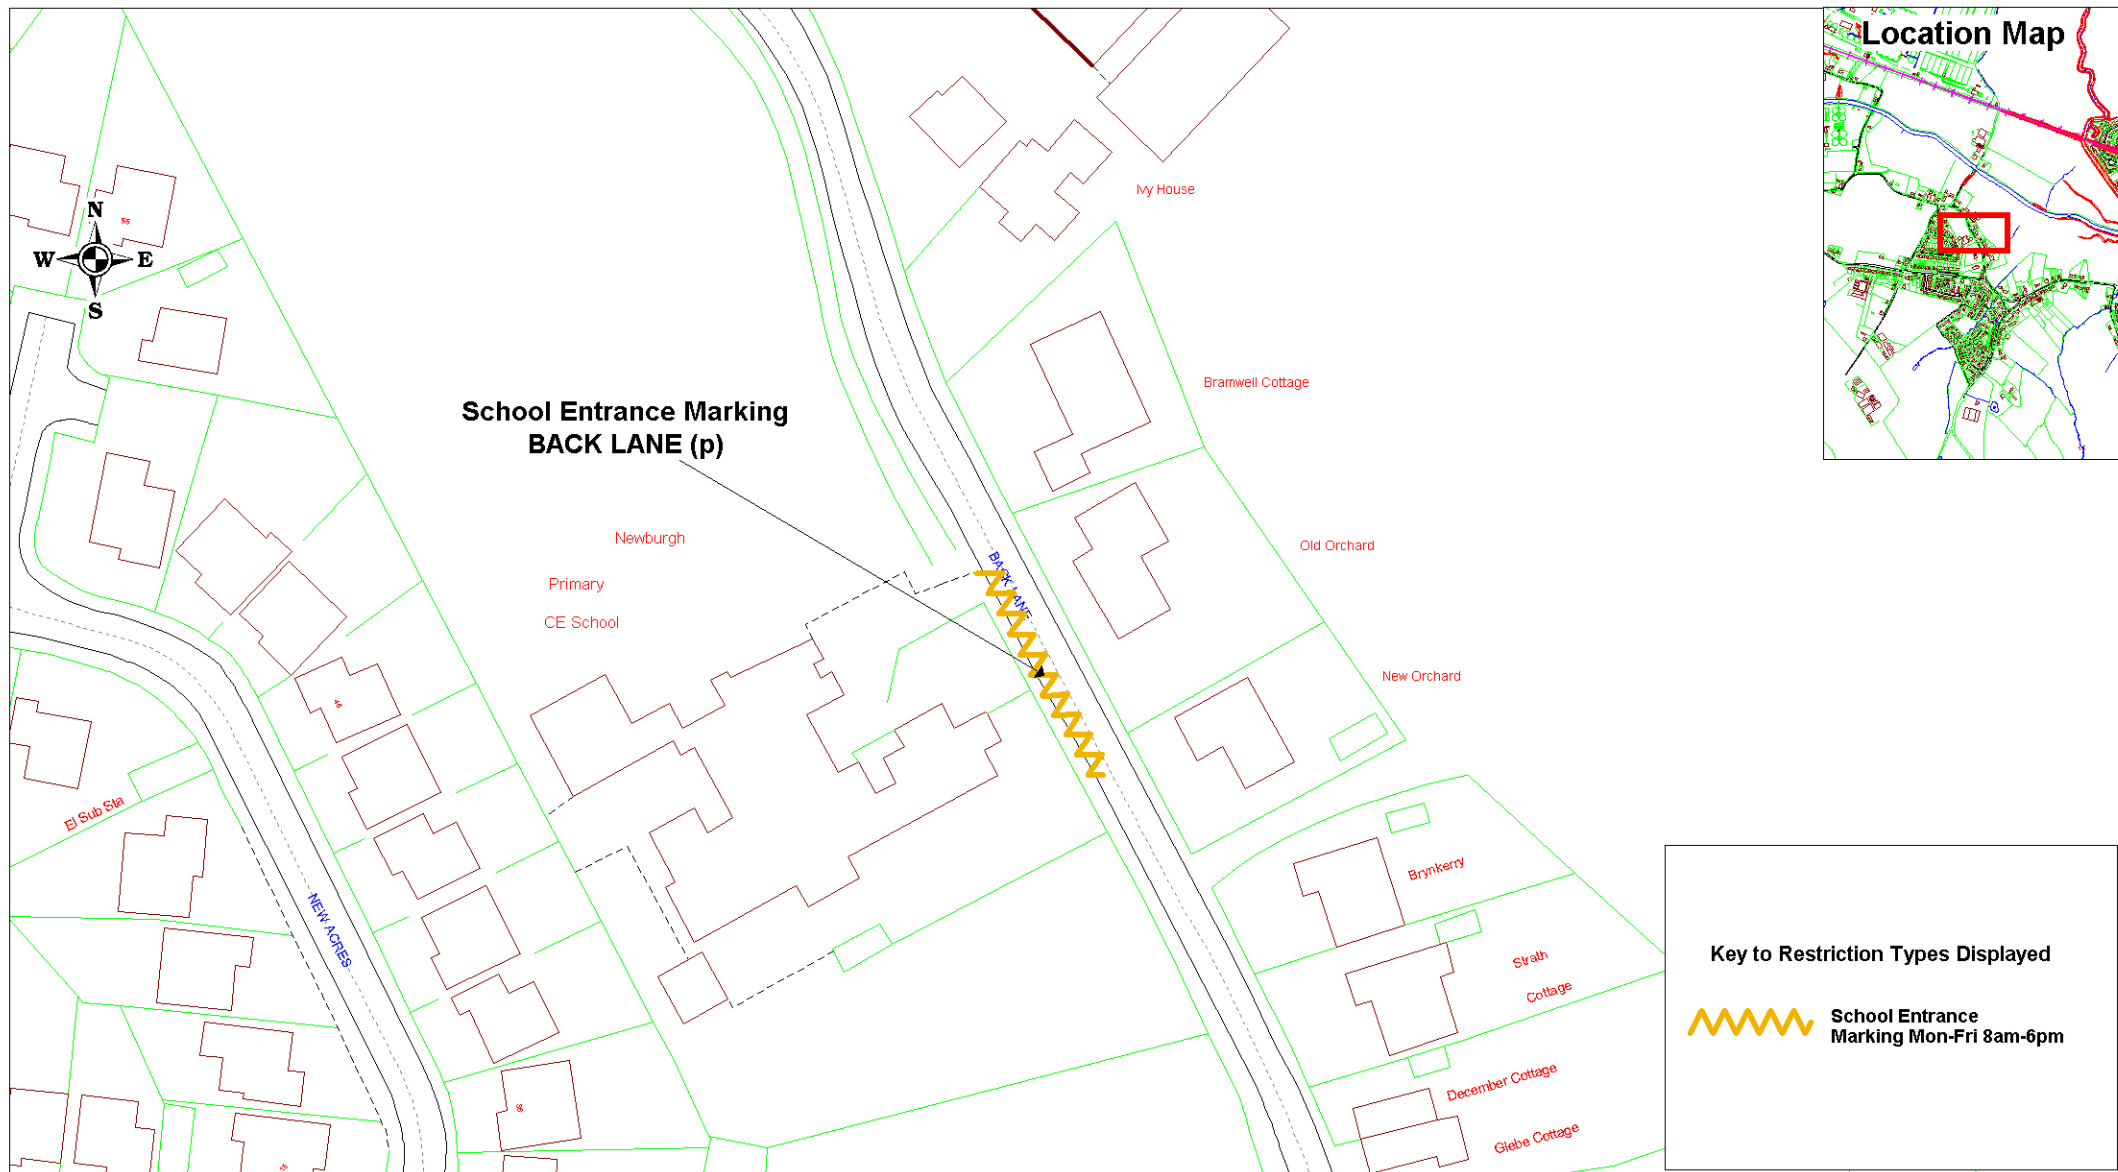 Location Map
N
W
E
S
55
Ivy House
Bramwell Cottage
School Entrance Marking
BACK LANE (p)
Newburgh
Primary
CE School
BACK LANE
Old Orchard
New Orchard
46
El Sub Sta
NEW ACRES
Brynkerry
Strath
Cottage
December Cottage
Glebe Cottage
Key to Restriction Types Displayed
School Entrance
Marking Mon-Fri 8am-6pm